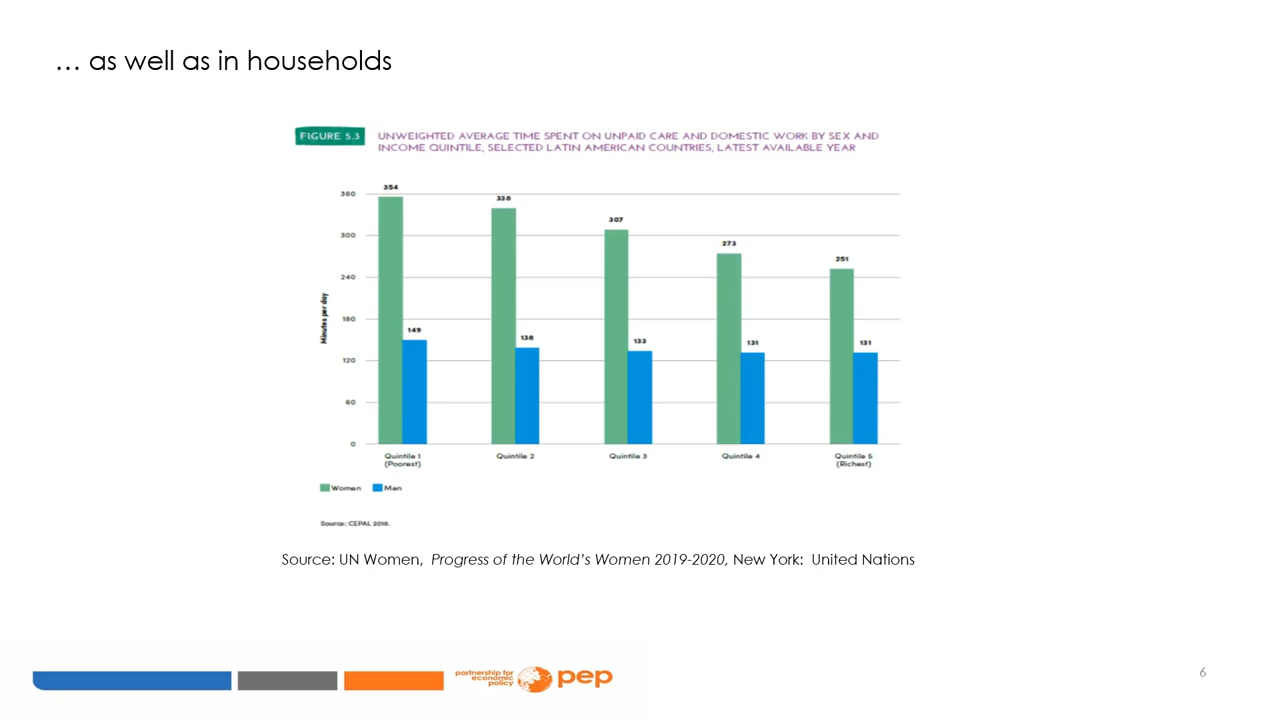 … as well as in households
FIGURE 5.3
UNWEIGHTED AVERAGE TIME SPENT ON UNPAID CARE AND DOMESTIC WORK BY SEX AND
INCOME QUINTILE, SELECTED LATIN AMERICAN COUNTRIES, LATEST AVAILABLE YEAR
Minutes per day
360
300
240
180
120
60
0
354
149
338
138
307
133
273
131
251
131
Quintile 1
(Poorest)
Quintile 2
Quintile 3
Quintile 4
Quintile 5
(Richest)
Women
Men
Source: CEPAL 2018.
Source: UN Women, Progress of the World's Women 2019-2020, New York: United Nations
partnership for
economic
policy
pep
6